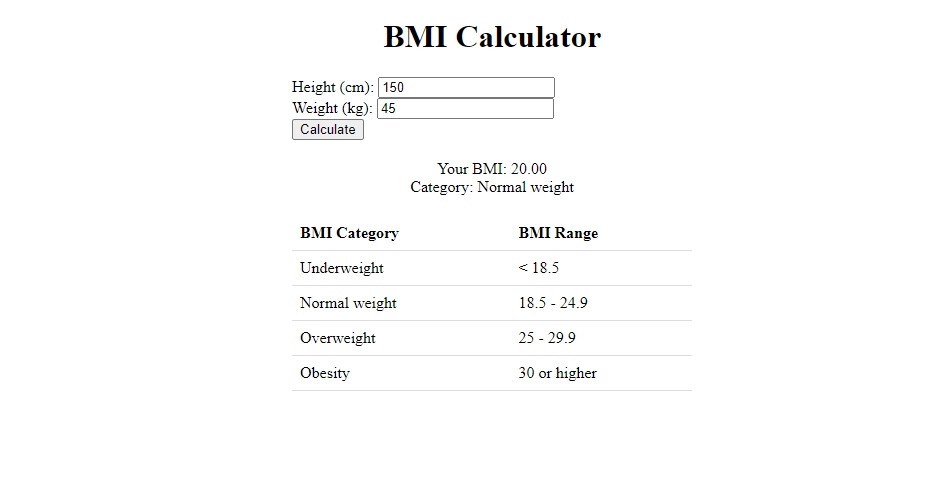 BMI Calculator
Height (cm): 150
Weight (kg): 45
Calculate
Your BMI: 20.00
Category: Normal weight
BMI Category BMI Range
Underweight < 18.5
Normal weight 18.5 - 24.9
Overweight 25 - 29.9
Obesity 30 or higher